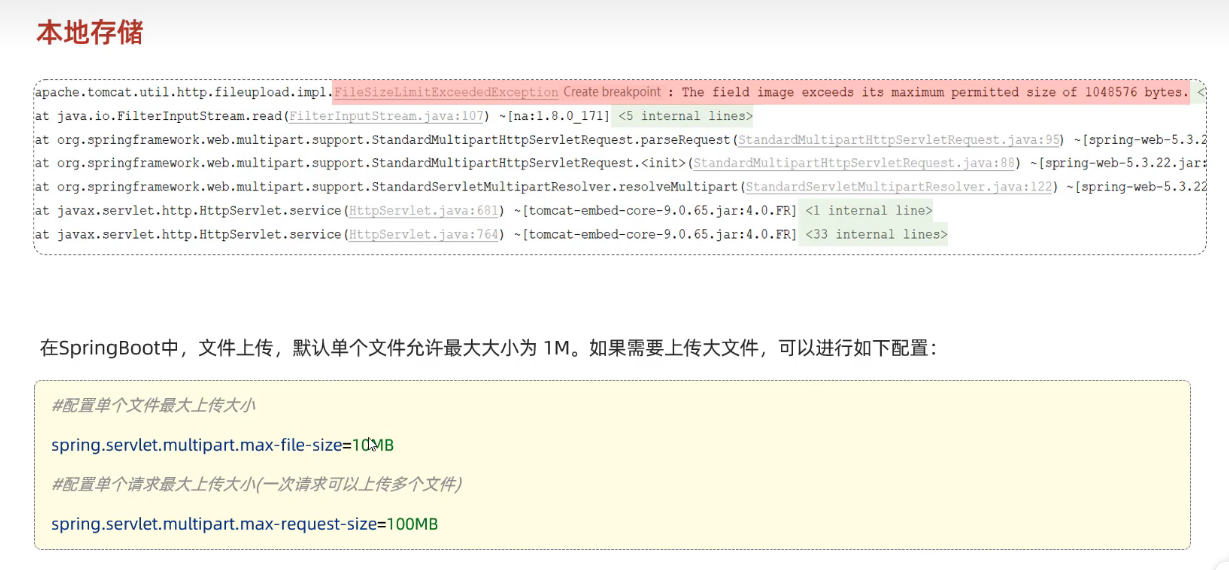 本地存储
apache.tomcat.util.http.fileupload.impl.FileSizeLimitExceededException Create breakpoint : The field image exceeds its maximum permitted size of 1048576 bytes. <
at java.io.FilterInputStream.read(FilterInputStream.java:107) ~[na:1.8.0_171] <5 internal lines>
at org.springframework.web.multipart.support.StandardMultipartHttpServletRequest.parseRequest(StandardMultipartHttpServletRequest.java:95) ~[spring-web-5.3.2
at org.springframework.web.multipart.support.StandardMultipartHttpServletRequest.<init>(StandardMultipartHttpServletRequest.java:88) ~[spring-web-5.3.22.jar:
at org.springframework.web.multipart.support.StandardServletMultipartResolver.resolveMultipart(StandardServletMultipartResolver.java:122) ~[spring-web-5.3.22
at javax.servlet.http.HttpServlet.service(HttpServlet.java:681) ~[tomcat-embed-core-9.0.65.jar:4.0.FR] <1 internal line>
at javax.servlet.http.HttpServlet.service(HttpServlet.java:764) ~[tomcat-embed-core-9.0.65.jar:4.0.FR] <33 internal lines>
在SpringBoot中，文件上传，默认单个文件允许最大大小为 1M。如果需要上传大文件，可以进行如下配置：
#配置单个文件最大上传大小
spring.servlet.multipart.max-file-size=10MB
#配置单个请求最大上传大小(一次请求可以上传多个文件)
spring.servlet.multipart.max-request-size=100MB